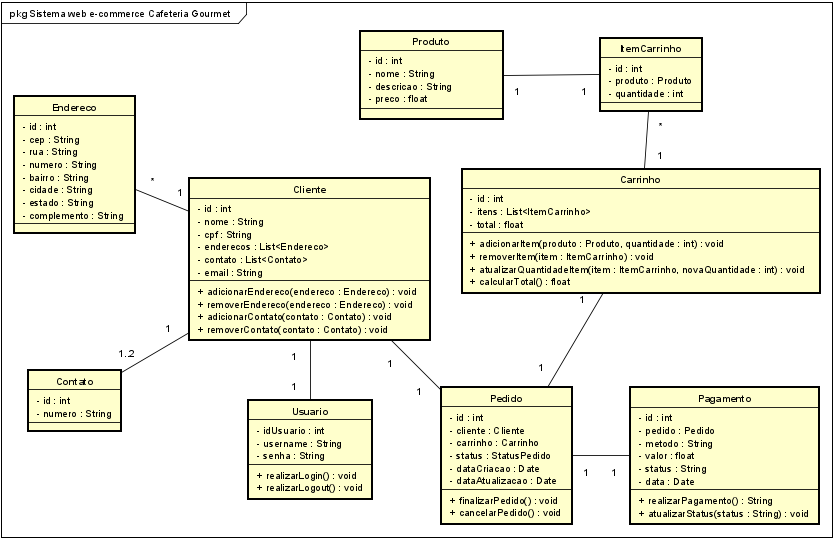 pkg Sistema web e-commerce Cafeteria Gourmet
Produto
- id : int
- nome : String
- descricao : String
- preco : float
1
1
ItemCarrinho
- id : int
- produto : Produto
- quantidade : int
*
1
Endereco
- id : int
- cep : String
- rua : String
- numero : String
- bairro : String
- cidade : String
- estado : String
- complemento : String
*
1
Cliente
- id : int
- nome : String
- cpf : String
- enderecos : List<Endereco>
- contato : List<Contato>
- email : String
+ adicionarEndereco(endereco : Endereco) : void
+ removerEndereco(endereco : Endereco) : void
+ adicionarContato(contato : Contato) : void
+ removerContato(contato : Contato) : void
Carrinho
- id : int
- itens : List<ItemCarrinho>
- total : float
+ adicionarItem(produto : Produto, quantidade : int) : void
+ removerItem(item : ItemCarrinho) : void
+ atualizarQuantidadeItem(item : ItemCarrinho, novaQuantidade : int) : void
+ calcularTotal() : float
1
1
1
1..2
1
1
1
1
Contato
- id : int
- numero : String
Usuario
- idUsuario : int
- username : String
- senha : String
+ realizarLogin() : void
+ realizarLogout() : void
Pedido
- id : int
- cliente : Cliente
- carrinho : Carrinho
- status : StatusPedido
- dataCriacao : Date
- dataAtualizacao : Date
+ finalizarPedido() : void
+ cancelarPedido() : void
1
1
Pagamento
- id : int
- pedido : Pedido
- metodo : String
- valor : float
- status : String
- data : Date
+ realizarPagamento() : String
+ atualizarStatus(status : String) : void